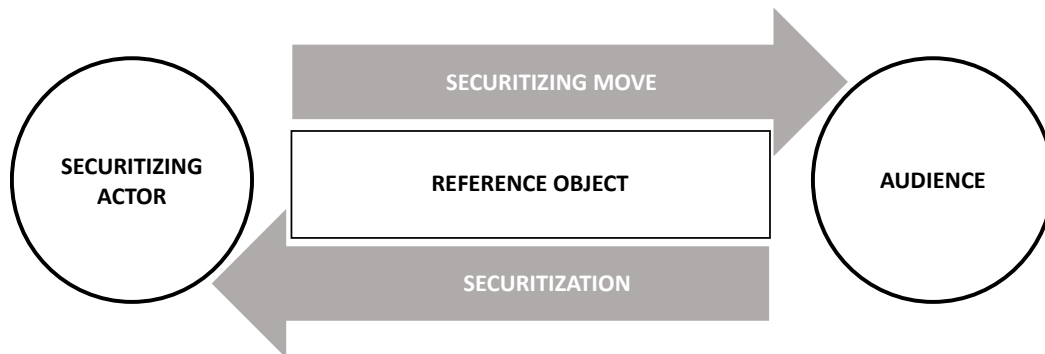 SECURITIZING MOVE
SECURITIZING
ACTOR
REFERENCE OBJECT
AUDIENCE
SECURITIZATION